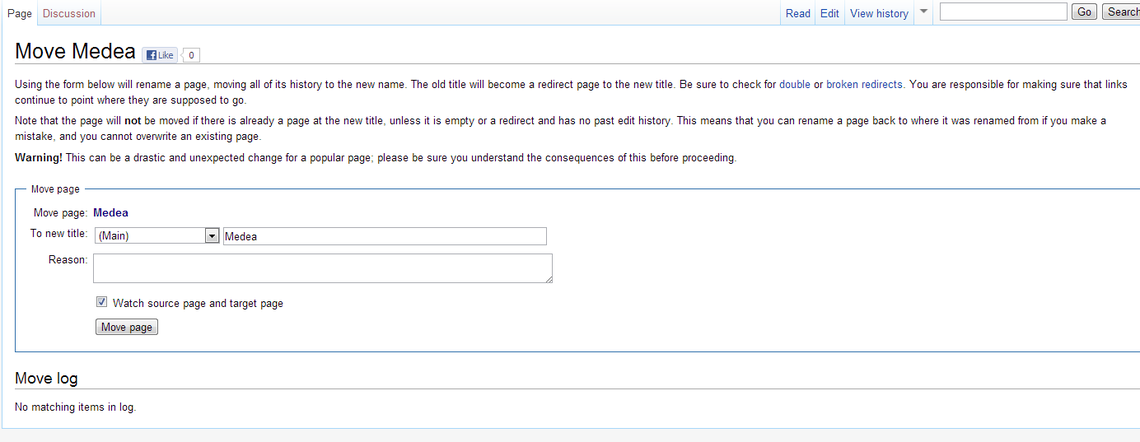 Page Discussion Read Edit View history Go Search
Move Medea Like 0
Using the form below will rename a page, moving all of its history to the new name. The old title will become a redirect page to the new title. Be sure to check for double or broken redirects. You are responsible for making sure that links
continue to point where they are supposed to go.
Note that the page will not be moved if there is already a page at the new title, unless it is empty or a redirect and has no past edit history. This means that you can rename a page back to where it was renamed from if you make a
mistake, and you cannot overwrite an existing page.
Warning! This can be a drastic and unexpected change for a popular page; please be sure you understand the consequences of this before proceeding.
Move page
Move page: Medea
To new title: (Main) Medea
Reason:
Watch source page and target page
Move page
Move log
No matching items in log.